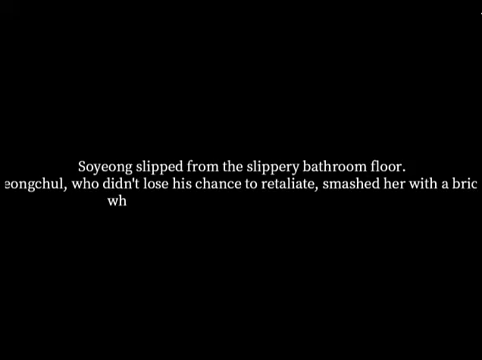 Soyeong slipped from the slippery bathroom floor.
eongchul, who didn't lose his chance to retaliate, smashed her with a bric
wh